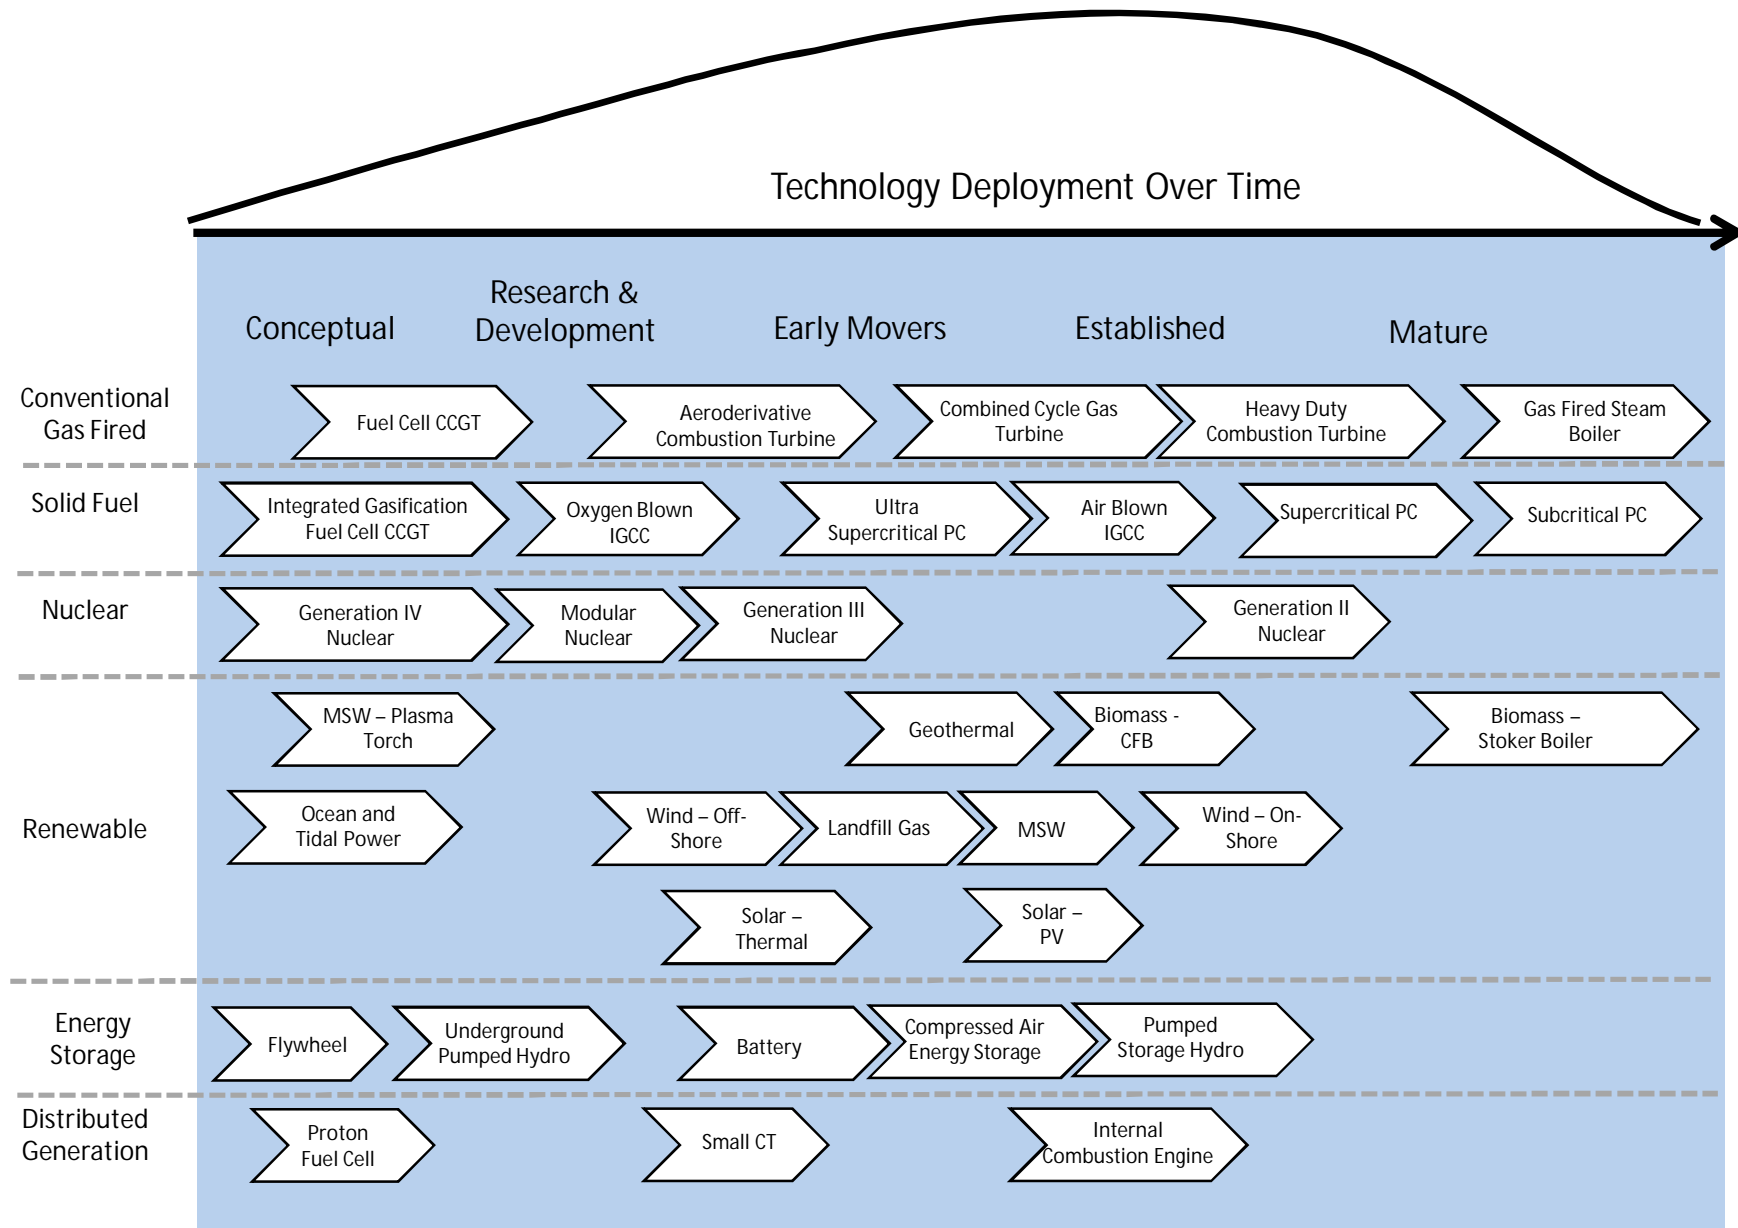 Technology Deployment Over Time
Conceptual
Research &
Development
Early Movers
Established
Mature
Conventional
Gas Fired
Fuel Cell CCGT
Aeroderivative
Combustion Turbine
Combined Cycle Gas
Turbine
Heavy Duty
Combustion Turbine
Gas Fired Steam
Boiler
Solid Fuel
Integrated Gasification
Fuel Cell CCGT
Oxygen Blown
IGCC
Ultra
Supercritical PC
Air Blown
IGCC
Supercritical PC
Subcritical PC
Nuclear
Generation IV
Nuclear
Modular
Nuclear
Generation III
Nuclear
Generation II
Nuclear
Renewable
MSW – Plasma
Torch
Geothermal
Biomass -
CFB
Biomass –
Stoker Boiler
Ocean and
Tidal Power
Wind – Off-
Shore
Landfill Gas
MSW
Wind – On-
Shore
Solar –
Thermal
Solar –
PV
Energy
Storage
Flywheel
Underground
Pumped Hydro
Battery
Compressed Air
Energy Storage
Pumped
Storage Hydro
Distributed
Generation
Proton
Fuel Cell
Small CT
Internal
Combustion Engine